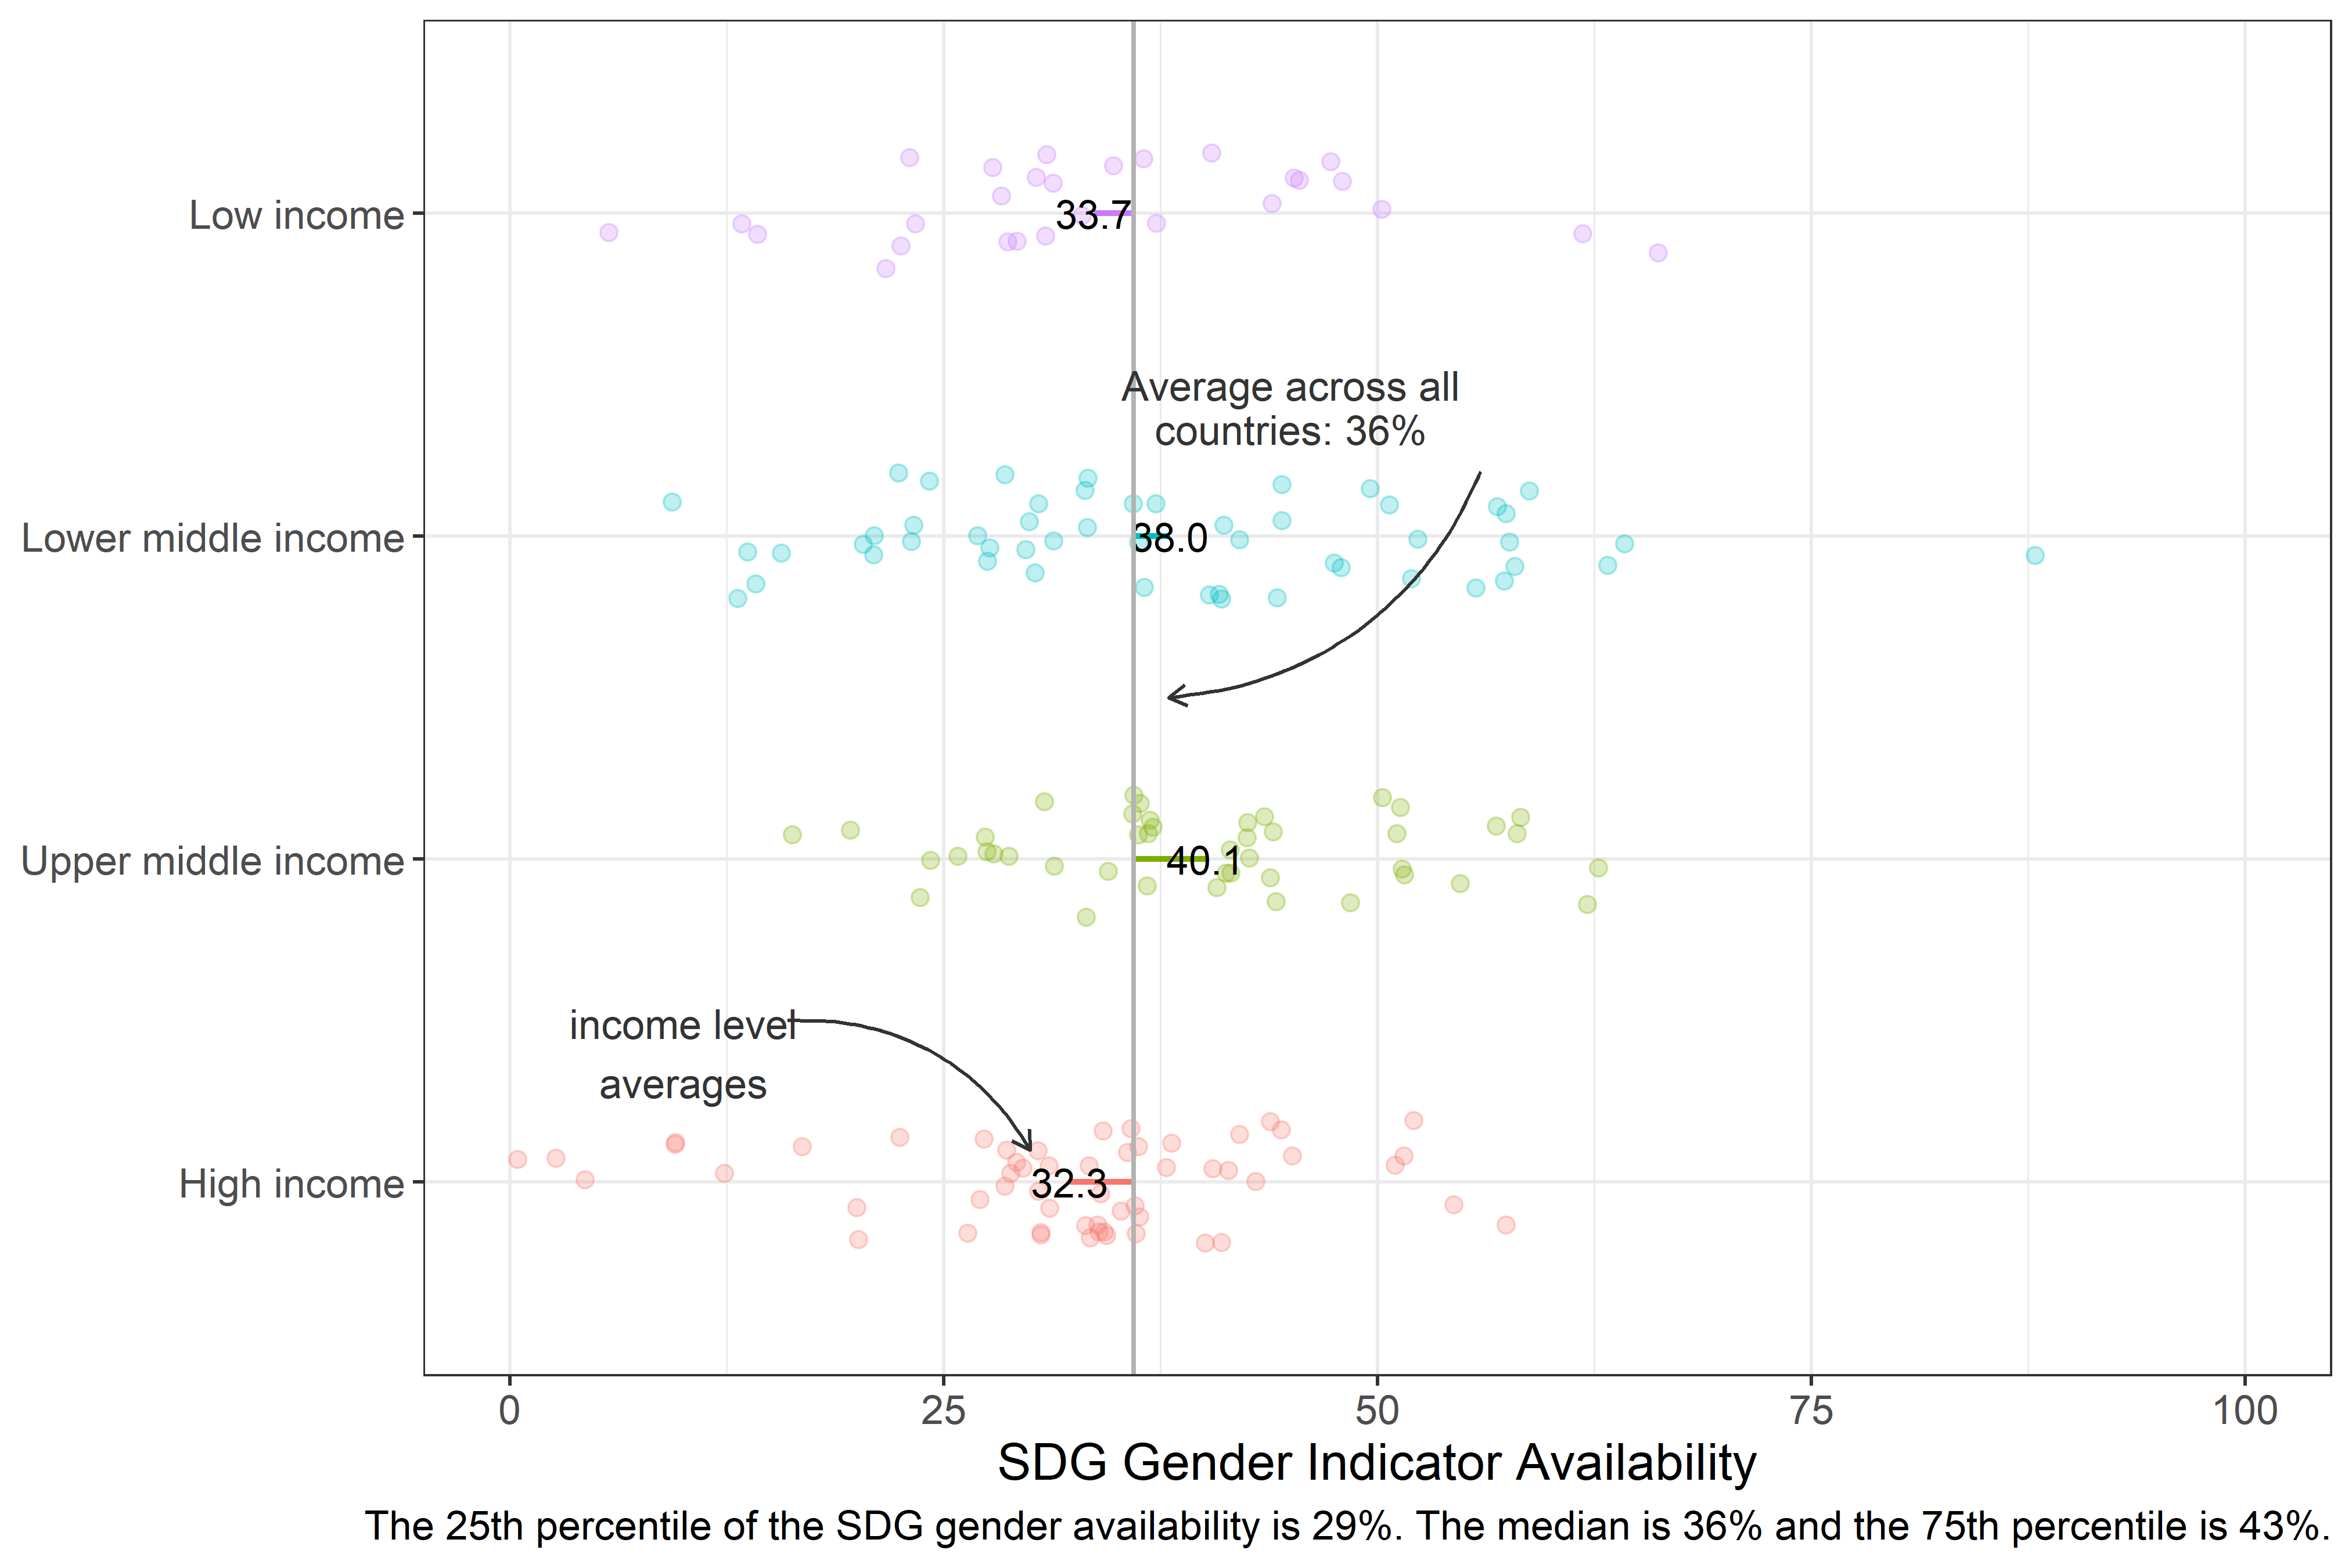 Low income
33.7
Average across all
countries: 36%
Lower middle income
38.0
Upper middle income
40.1
income level
averages
High income
32.3
0 25 50 75 100
SDG Gender Indicator Availability
The 25th percentile of the SDG gender availability is 29%. The median is 36% and the 75th percentile is 43%.